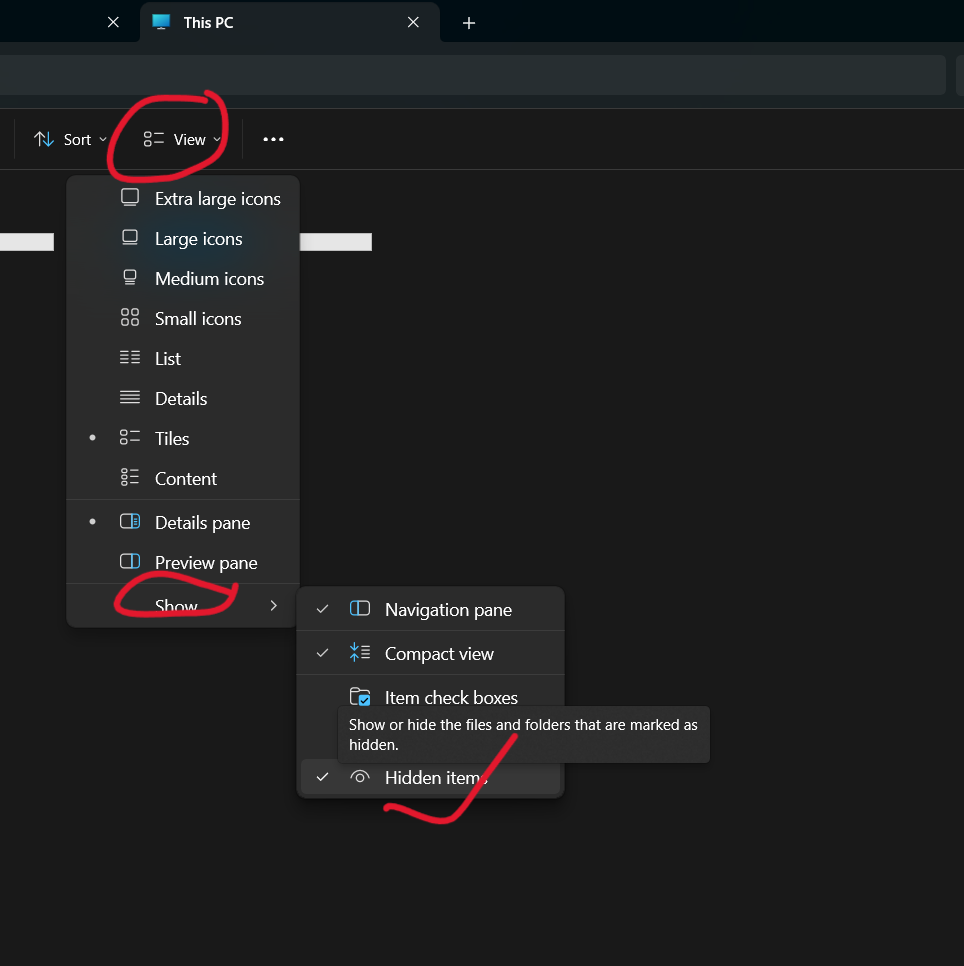 This PC
Sort
View
Extra large icons
Large icons
Medium icons
Small icons
List
Details
Tiles
Content
Details pane
Preview pane
Show
Navigation pane
Compact view
Item check boxes
Show or hide the files and folders that are marked as
hidden.
Hidden items